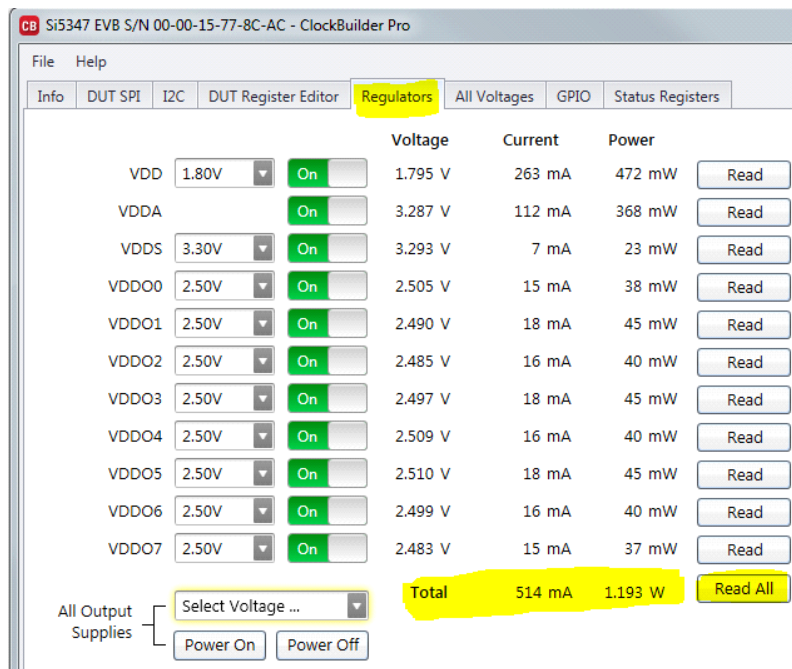 CB Si5347 EVB S/N 00-00-15-77-8C-AC - ClockBuilder Pro
File Help
Info DUT SPI I2C DUT Register Editor Regulators All Voltages GPIO Status Registers
Voltage Current Power
VDD 1.80V On 1.795 V 263 mA 472 mW Read
VDDA On 3.287 V 112 mA 368 mW Read
VDDS 3.30V On 3.293 V 7 mA 23 mW Read
VDDO0 2.50V On 2.505 V 15 mA 38 mW Read
VDDO1 2.50V On 2.490 V 18 mA 45 mW Read
VDDO2 2.50V On 2.485 V 16 mA 40 mW Read
VDDO3 2.50V On 2.497 V 18 mA 45 mW Read
VDDO4 2.50V On 2.509 V 16 mA 40 mW Read
VDDO5 2.50V On 2.510 V 18 mA 45 mW Read
VDDO6 2.50V On 2.499 V 16 mA 40 mW Read
VDDO7 2.50V On 2.483 V 15 mA 37 mW Read
Total 514 mA 1.193 W Read All
All Output Supplies
Select Voltage ...
Power On Power Off